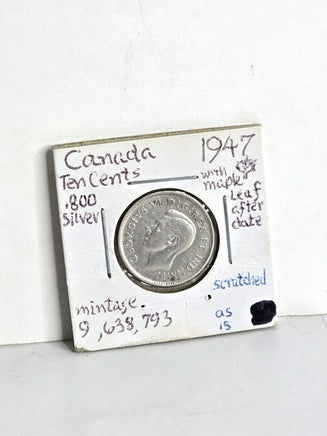 Canada 1947
Ten Cents
.800
Silver
with
maple
Leaf
after
date
GEORGIVS VI D:G:REX ET IND:IMP:
scratched
mintage.
9,638,793
as
is